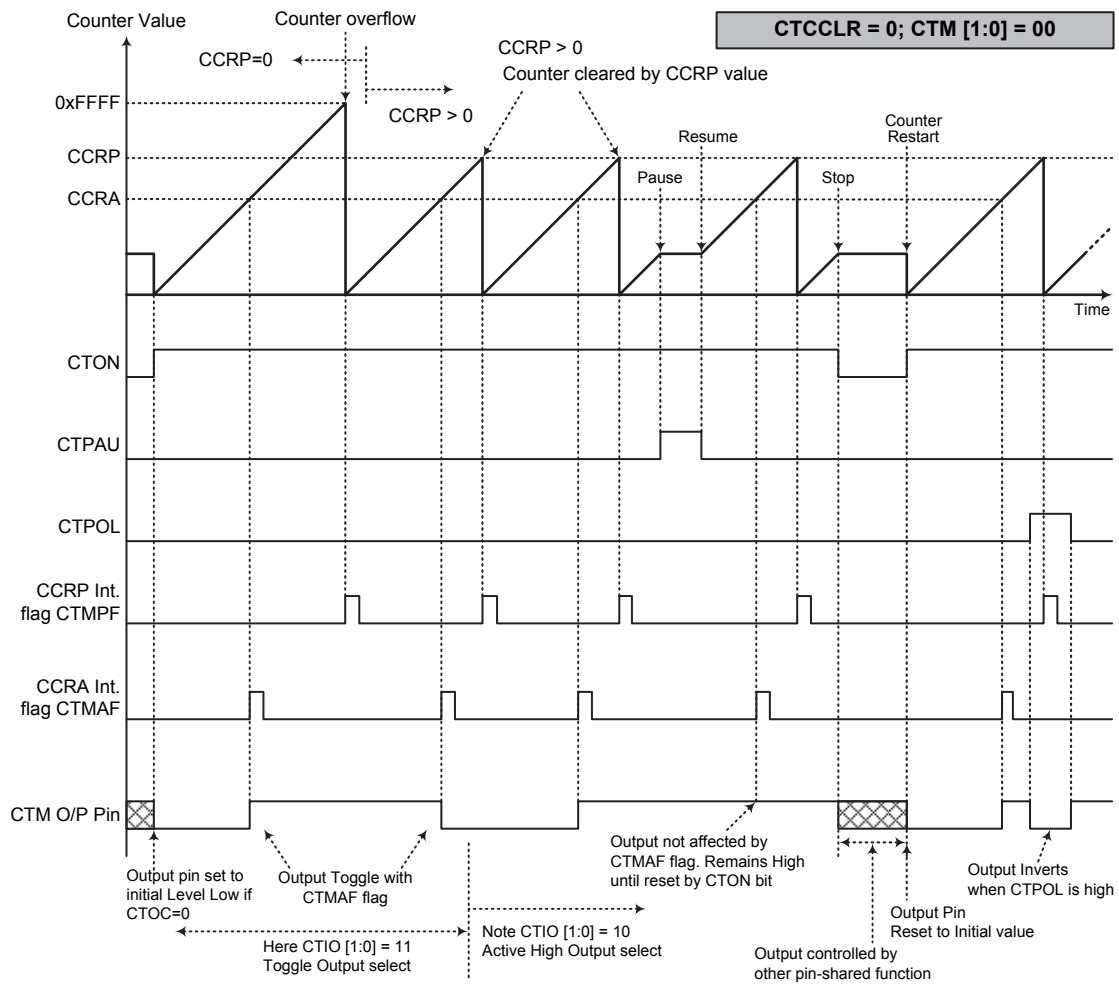 Counter Value
Counter overflow
CTCCLR = 0; CTM [1:0] = 00
CCRP=0
CCRP > 0
CCRP > 0
Counter cleared by CCRP value
0xFFFF
CCRP
CCRA
Pause
Resume
Stop
Counter
Restart
Time
CTON
CTPAU
CTPOL
CCRP Int.
flag CTMPF
CCRA Int.
flag CTMAF
CTM O/P Pin
Output pin set to
initial Level Low if
CTOC=0
Output Toggle with
CTMAF flag
Here CTIO [1:0] = 11
Toggle Output select
Note CTIO [1:0] = 10
Active High Output select
Output not affected by
CTMAF flag. Remains High
until reset by CTON bit
Output controlled by
other pin-shared function
Output Pin
Reset to Initial value
Output Inverts
when CTPOL is high